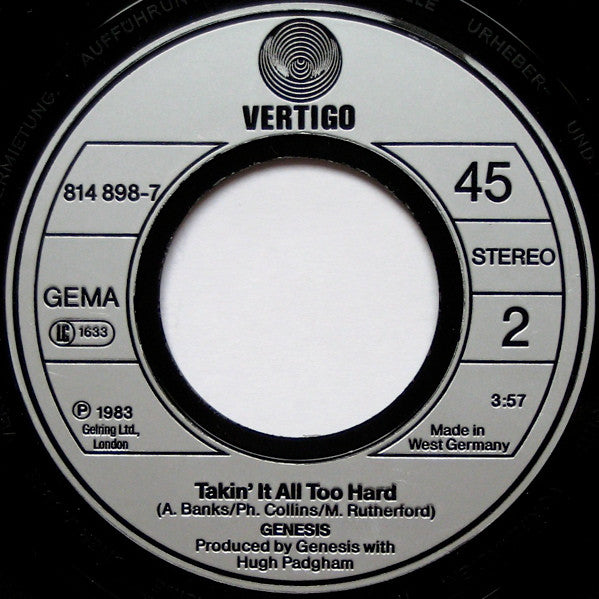 VERMIETUNG,
AUFFÜHRUNG
URHEBER-
UND
VERTIGO
814 898-7
45
STEREO
GEMA
LC 1633
2
℗ 1983
Gelring Ltd.,
London
3:57
Made in
West Germany
Takin' It All Too Hard
(A. Banks/Ph. Collins/M. Rutherford)
GENESIS
Produced by Genesis with
Hugh Padgham